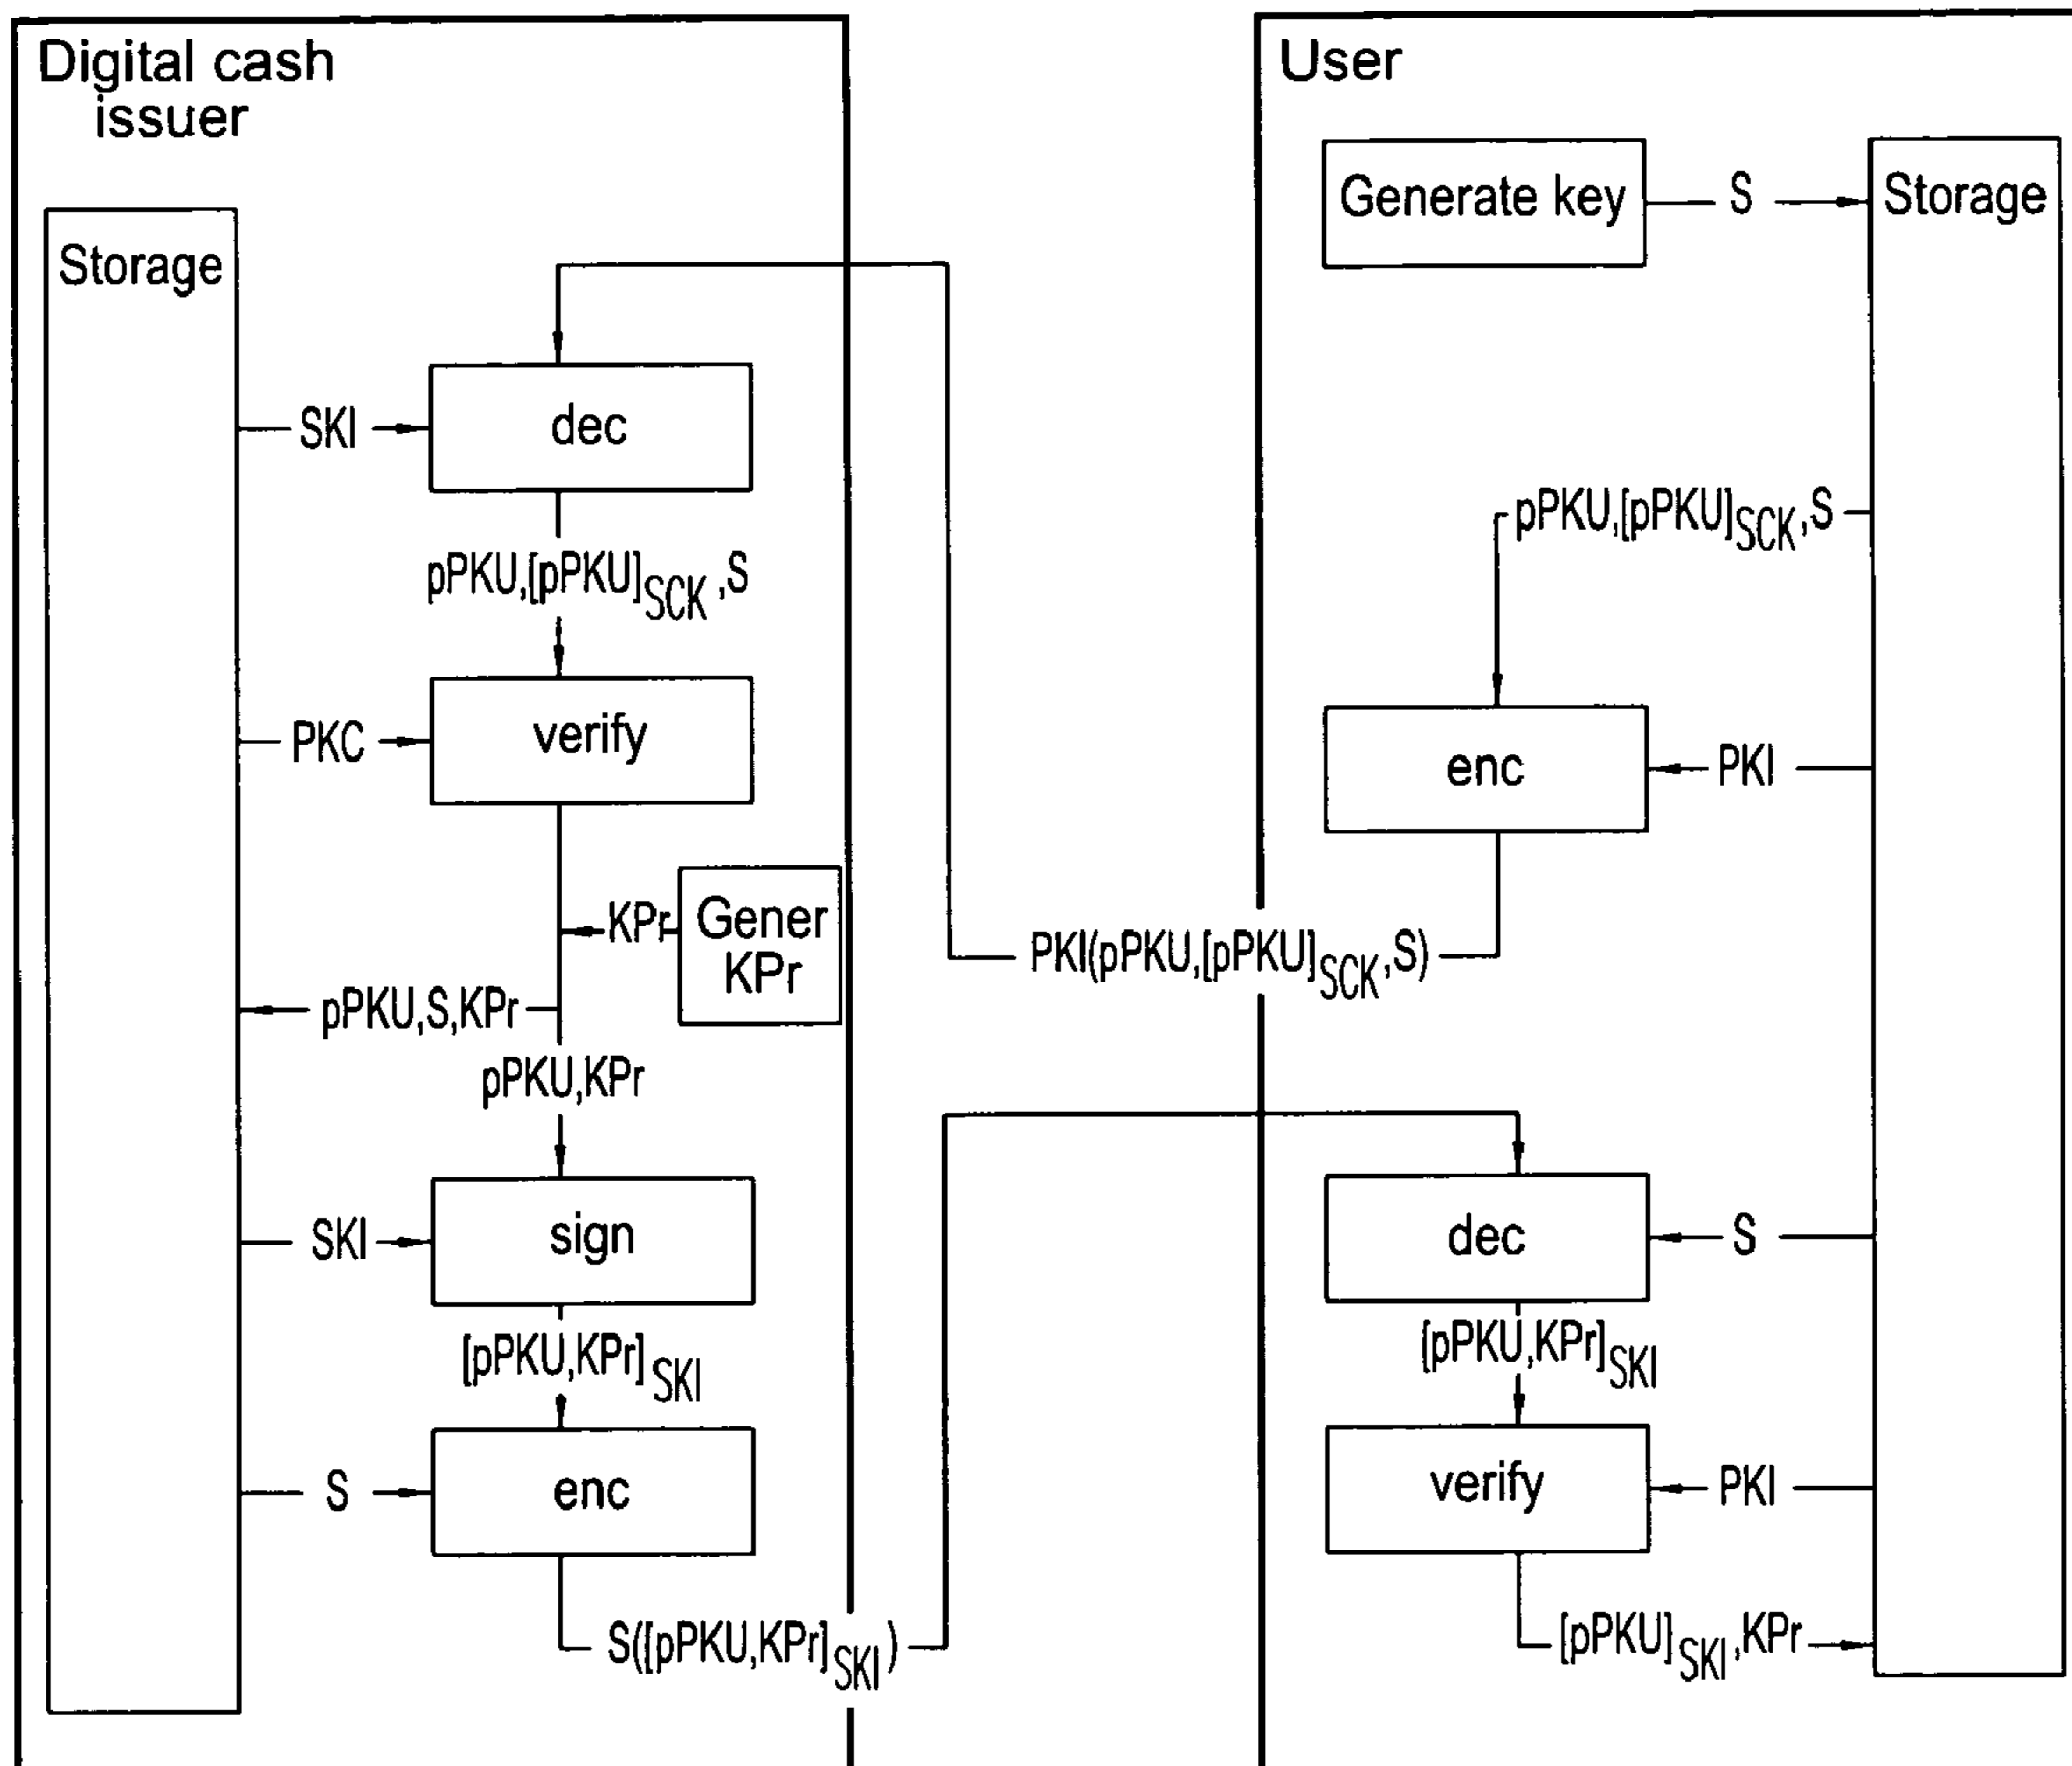 Digital cash
issuer
Storage
SKI
dec
pPKU,[pPKU]SCK,S
PKC
verify
KPr
Gener
KPr
pPKU,S,KPr
pPKU,KPr
SKI
sign
[pPKU,KPr]SKI
S
enc
S([pPKU,KPr]SKI)
PKI(pPKU,[pPKU]SCK,S)
User
Generate key
S
Storage
pPKU,[pPKU]SCK,S
enc
PKI
dec
S
[pPKU,KPr]SKI
verify
PKI
[pPKU]SKI,KPr